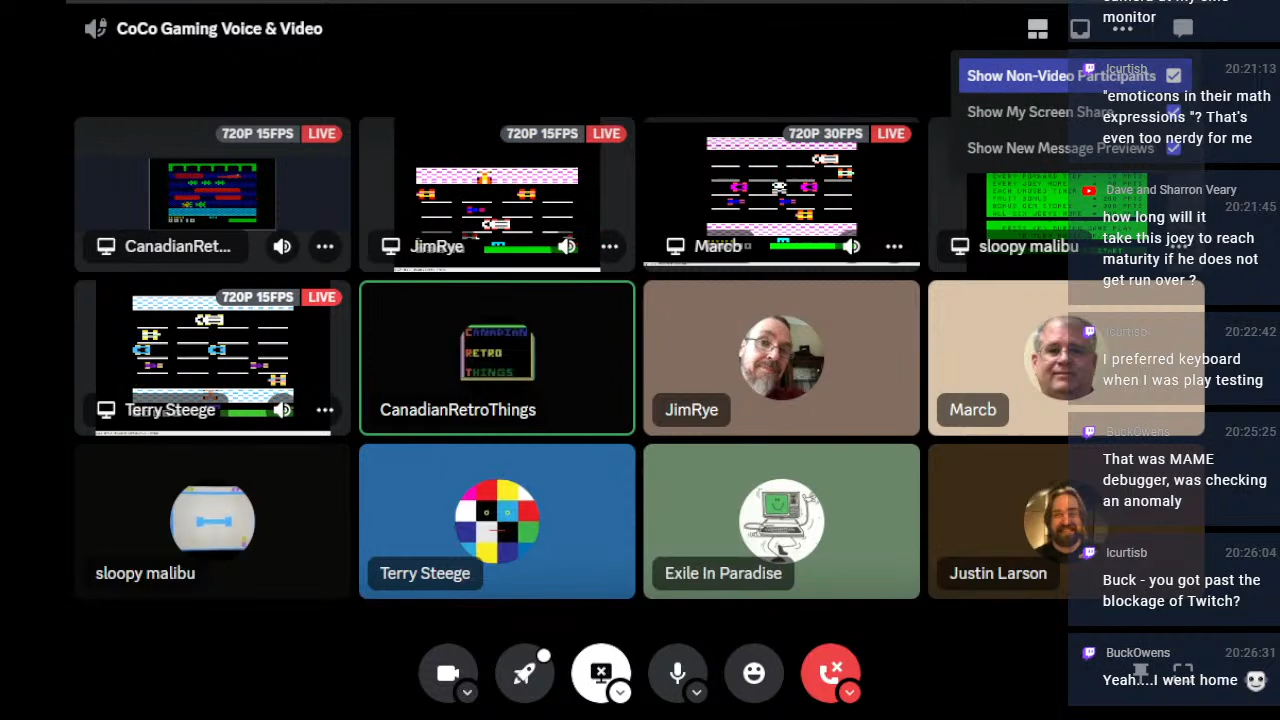 CoCo Gaming Voice & Video
monitor
Show Non-Video Participants
Show My Screen Share
Show New Message Previews
lcurtisb 20:21:13
"emoticons in their math
expressions "? That's
even too nerdy for me
Dave and Sharron Veary
20:21:45
how long will it
take this joey to reach
maturity if he does not
get run over ?
lcurtisb 20:22:42
I preferred keyboard
when I was play testing
BuckOwens 20:25:25
That was MAME
debugger, was checking
an anomaly
lcurtisb 20:26:04
Buck - you got past the
blockage of Twitch?
BuckOwens 20:26:31
Yeah...I went home
720P 15FPS LIVE
CanadianRet...
720P 15FPS LIVE
JimRye
720P 30FPS LIVE
Marcb
sloopy malibu
720P 15FPS LIVE
Terry Steege
CANADIAN
RETRO
THINGS
CanadianRetroThings
JimRye
Marcb
sloopy malibu
Terry Steege
Exile In Paradise
Justin Larson